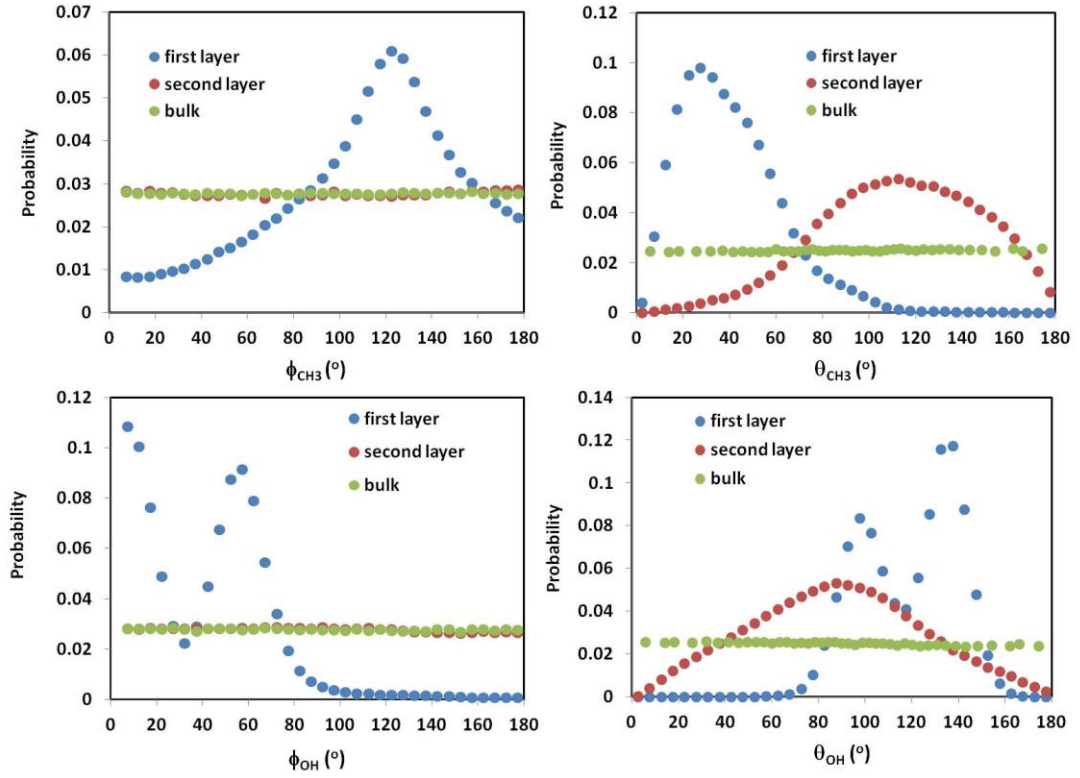 0.07
0.06
0.05
0.04
0.03
0.02
0.01
0
Probability
first layer
second layer
bulk
0 20 40 60 80 100 120 140 160 180
ϕCH3 (°)
0.12
0.1
0.08
0.06
0.04
0.02
0
Probability
first layer
second layer
bulk
0 20 40 60 80 100 120 140 160 180
θCH3 (°)
0.12
0.1
0.08
0.06
0.04
0.02
0
Probability
first layer
second layer
bulk
0 20 40 60 80 100 120 140 160 180
ϕOH (°)
0.14
0.12
0.1
0.08
0.06
0.04
0.02
0
Probability
first layer
second layer
bulk
0 20 40 60 80 100 120 140 160 180
θOH (°)